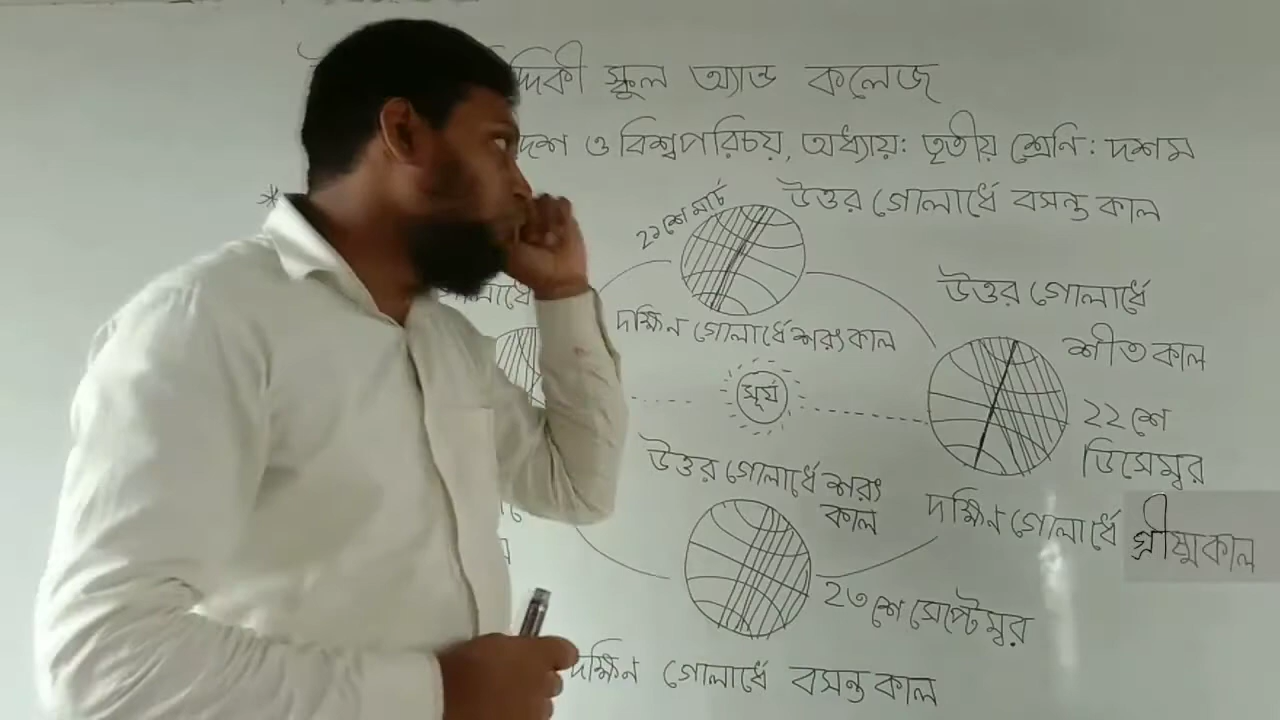 স্কুল অ্যান্ড কলেজ
ও বিশ্বপরিচয়, অধ্যায়: তৃতীয় শ্রেণি: দশম
২১শে মার্চ
উত্তর গোলার্ধে বসন্ত কাল
উত্তর গোলার্ধে
শীত কাল
২২ শে
ডিসেম্বর
দক্ষিন গোলার্ধে শরৎ কাল
সূর্য
উত্তর গোলার্ধে শরৎ
কাল
দক্ষিন গোলার্ধে গ্রীষ্মকাল
২৩ শে সেপ্টেম্বর
দক্ষিন গোলার্ধে বসন্ত কাল